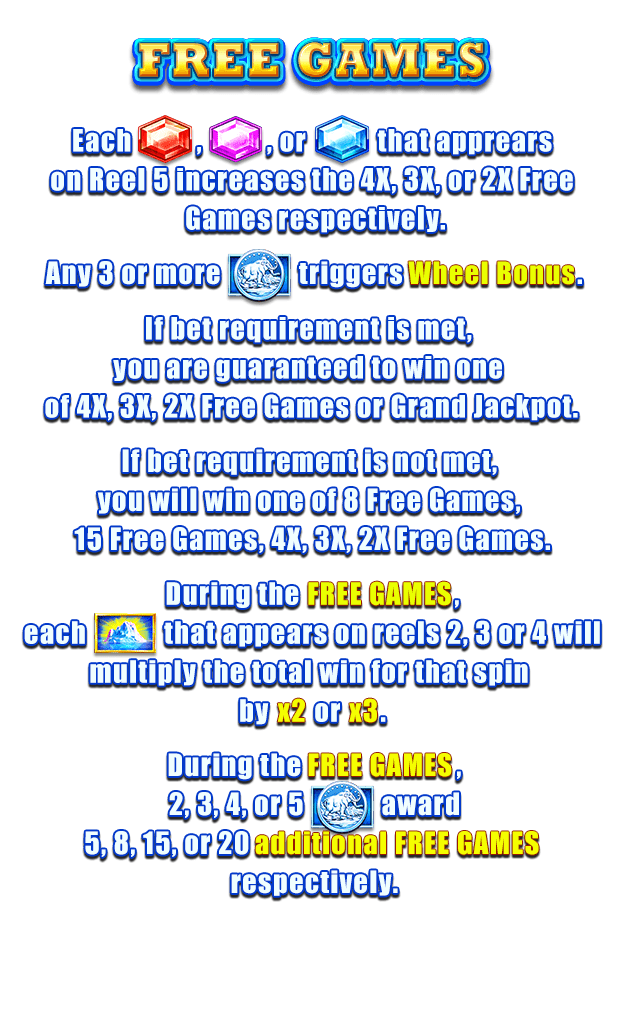 FREE GAMES
Each , , or that apprears
on Reel 5 increases the 4X, 3X, or 2X Free
Games respectively.
Any 3 or more triggers Wheel Bonus.
If bet requirement is met,
you are guaranteed to win one
of 4X, 3X, 2X Free Games or Grand Jackpot.
If bet requirement is not met,
you will win one of 8 Free Games,
15 Free Games, 4X, 3X, 2X Free Games.
During the FREE GAMES,
each that appears on reels 2, 3 or 4 will
multiply the total win for that spin
by x2 or x3.
During the FREE GAMES,
2, 3, 4, or 5 award
5, 8, 15, or 20 additional FREE GAMES
respectively.